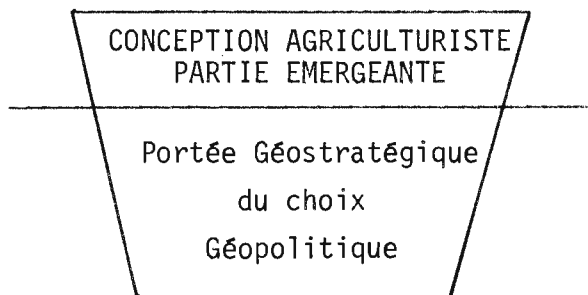 CONCEPTION AGRICULTURISTE
PARTIE EMERGEANTE
Portée Géostratégique
du choix
Géopolitique